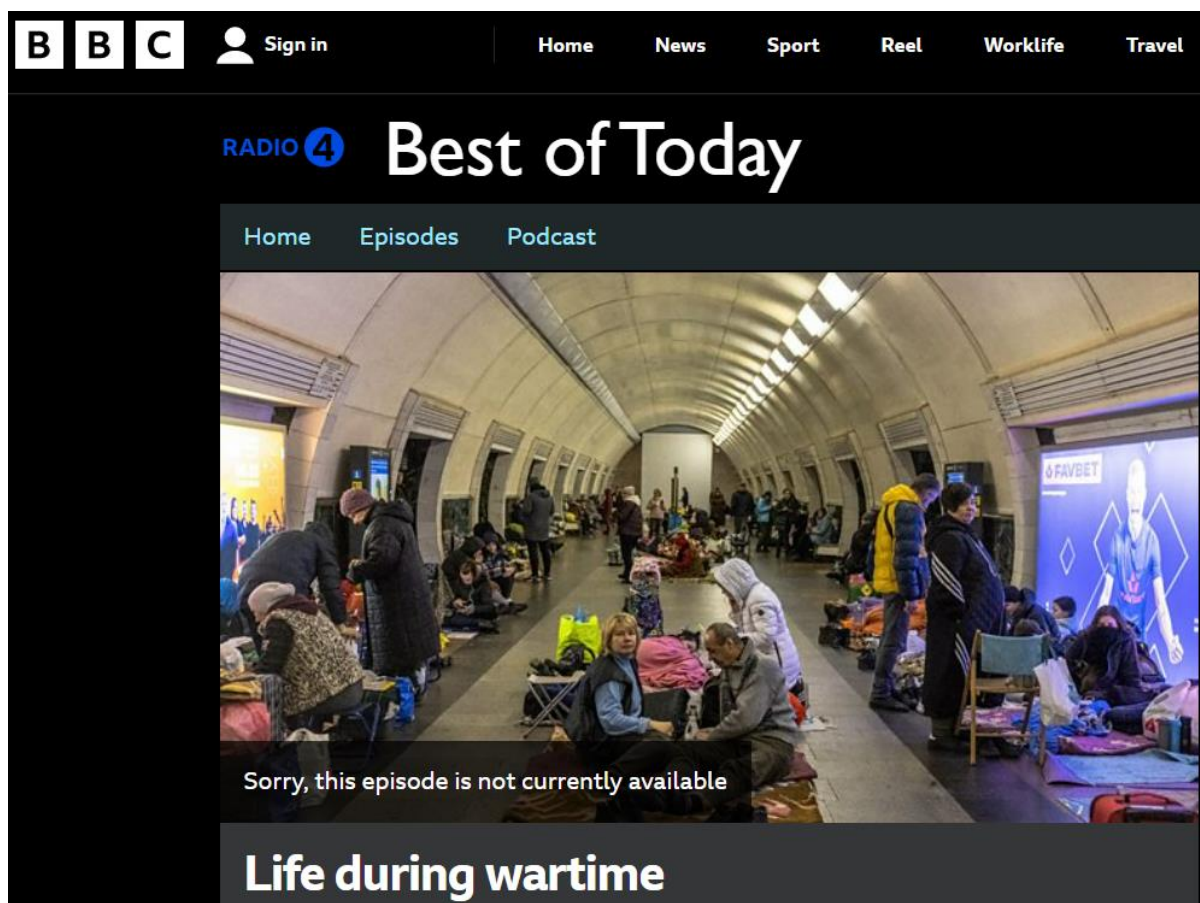 BBC Sign in Home News Sport Reel Worklife Travel
RADIO 4 Best of Today
Home Episodes Podcast
FAVBET
Sorry, this episode is not currently available
Life during wartime